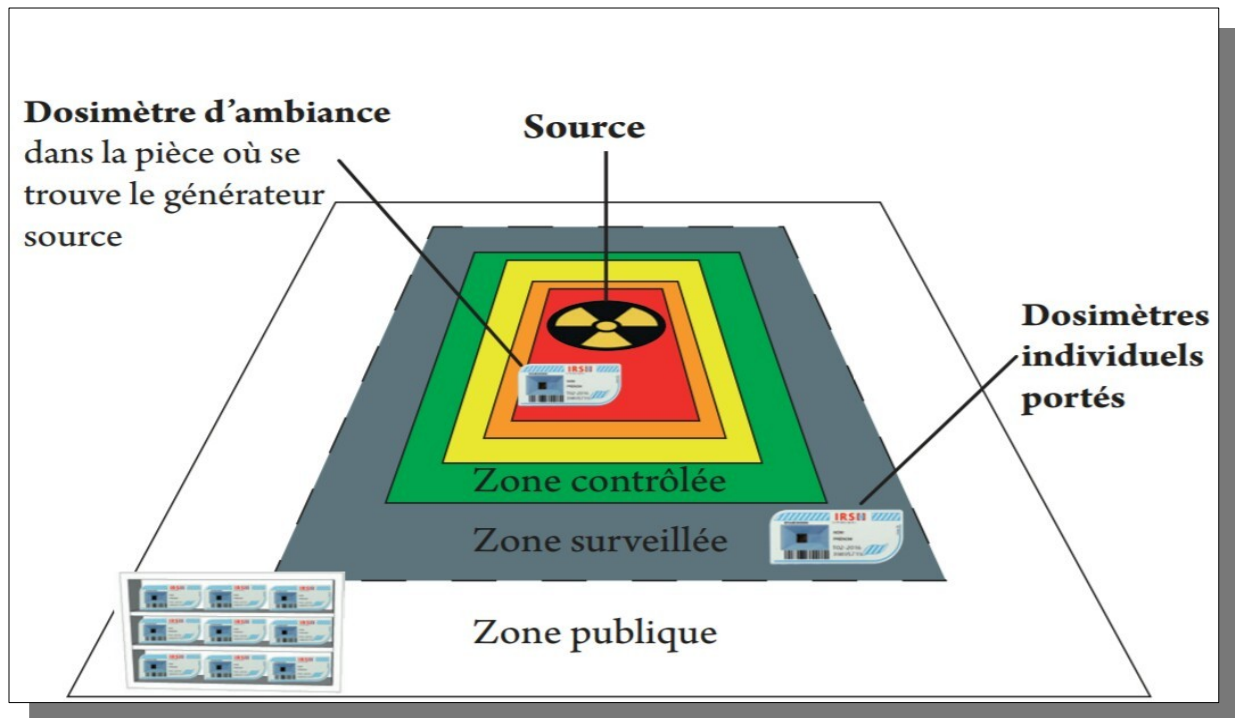 Dosimètre d'ambiance
dans la pièce où se
trouve le générateur
source
Source
Dosimètres
individuels
portés
Zone contrôlée
Zone surveillée
Zone publique